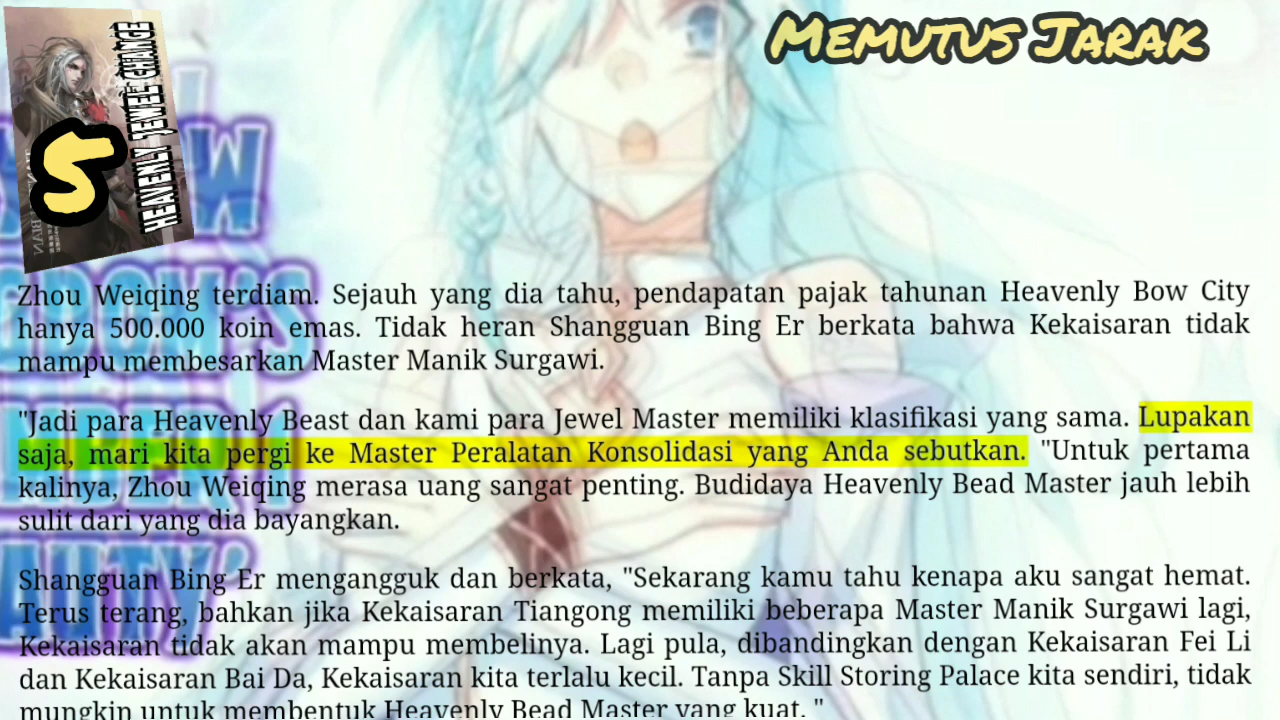 MEMUTUS JARAK
HEAVENLY JEWEL CHANGE
5
Zhou Weiqing terdiam. Sejauh yang dia tahu, pendapatan pajak tahunan Heavenly Bow City
hanya 500.000 koin emas. Tidak heran Shangguan Bing Er berkata bahwa Kekaisaran tidak
mampu membesarkan Master Manik Surgawi.
"Jadi para Heavenly Beast dan kami para Jewel Master memiliki klasifikasi yang sama. Lupakan
saja, mari kita pergi ke Master Peralatan Konsolidasi yang Anda sebutkan. "Untuk pertama
kalinya, Zhou Weiqing merasa uang sangat penting. Budidaya Heavenly Bead Master jauh lebih
sulit dari yang dia bayangkan.
Shangguan Bing Er mengangguk dan berkata, "Sekarang kamu tahu kenapa aku sangat hemat.
Terus terang, bahkan jika Kekaisaran Tiangong memiliki beberapa Master Manik Surgawi lagi,
Kekaisaran tidak akan mampu membelinya. Lagi pula, dibandingkan dengan Kekaisaran Fei Li
dan Kekaisaran Bai Da, Kekaisaran kita terlalu kecil. Tanpa Skill Storing Palace kita sendiri, tidak
mungkin untuk membentuk Heavenly Bead Master yang kuat. "